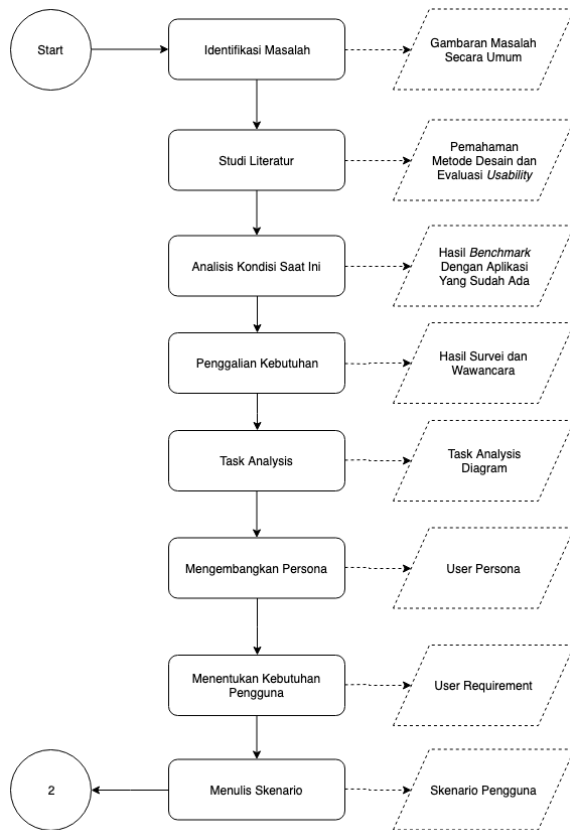 Start
Identifikasi Masalah
Gambaran Masalah
Secara Umum
Studi Literatur
Pemahaman
Metode Desain dan
Evaluasi Usability
Analisis Kondisi Saat Ini
Hasil Benchmark
Dengan Aplikasi
Yang Sudah Ada
Penggalian Kebutuhan
Hasil Survei dan
Wawancara
Task Analysis
Task Analysis
Diagram
Mengembangkan Persona
User Persona
Menentukan Kebutuhan
Pengguna
User Requirement
2
Menulis Skenario
Skenario Pengguna